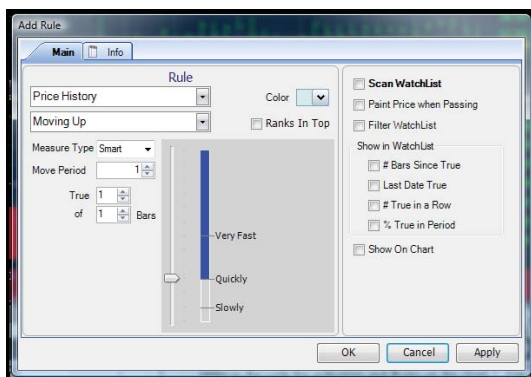 Add Rule
Main
Info
Rule
Price History
Color
Moving Up
Ranks In Top
Measure Type Smart
Move Period 1
True 1
of 1 Bars
Very Fast
Quickly
Slowly
Scan WatchList
Paint Price when Passing
Filter WatchList
Show in WatchList
# Bars Since True
Last Date True
# True in a Row
% True in Period
Show On Chart
OK
Cancel
Apply